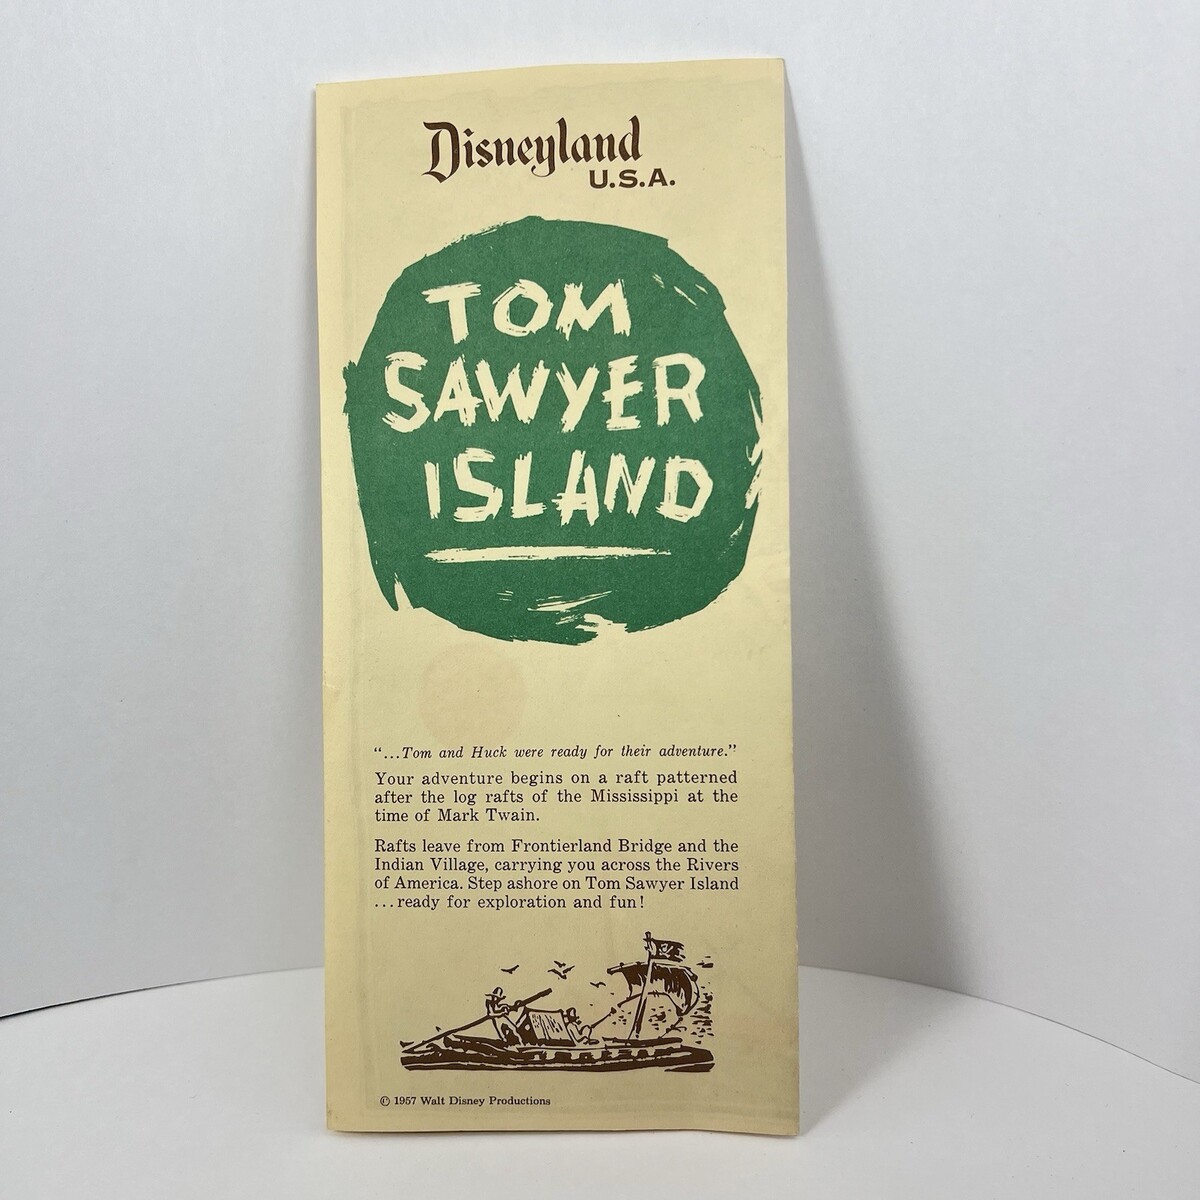 Disneyland
U.S.A.
TOM
SAWYER
ISLAND
“...Tom and Huck were ready for their adventure.”
Your adventure begins on a raft patterned
after the log rafts of the Mississippi at the
time of Mark Twain.
Rafts leave from Frontierland Bridge and the
Indian Village, carrying you across the Rivers
of America. Step ashore on Tom Sawyer Island
...ready for exploration and fun!
© 1957 Walt Disney Productions